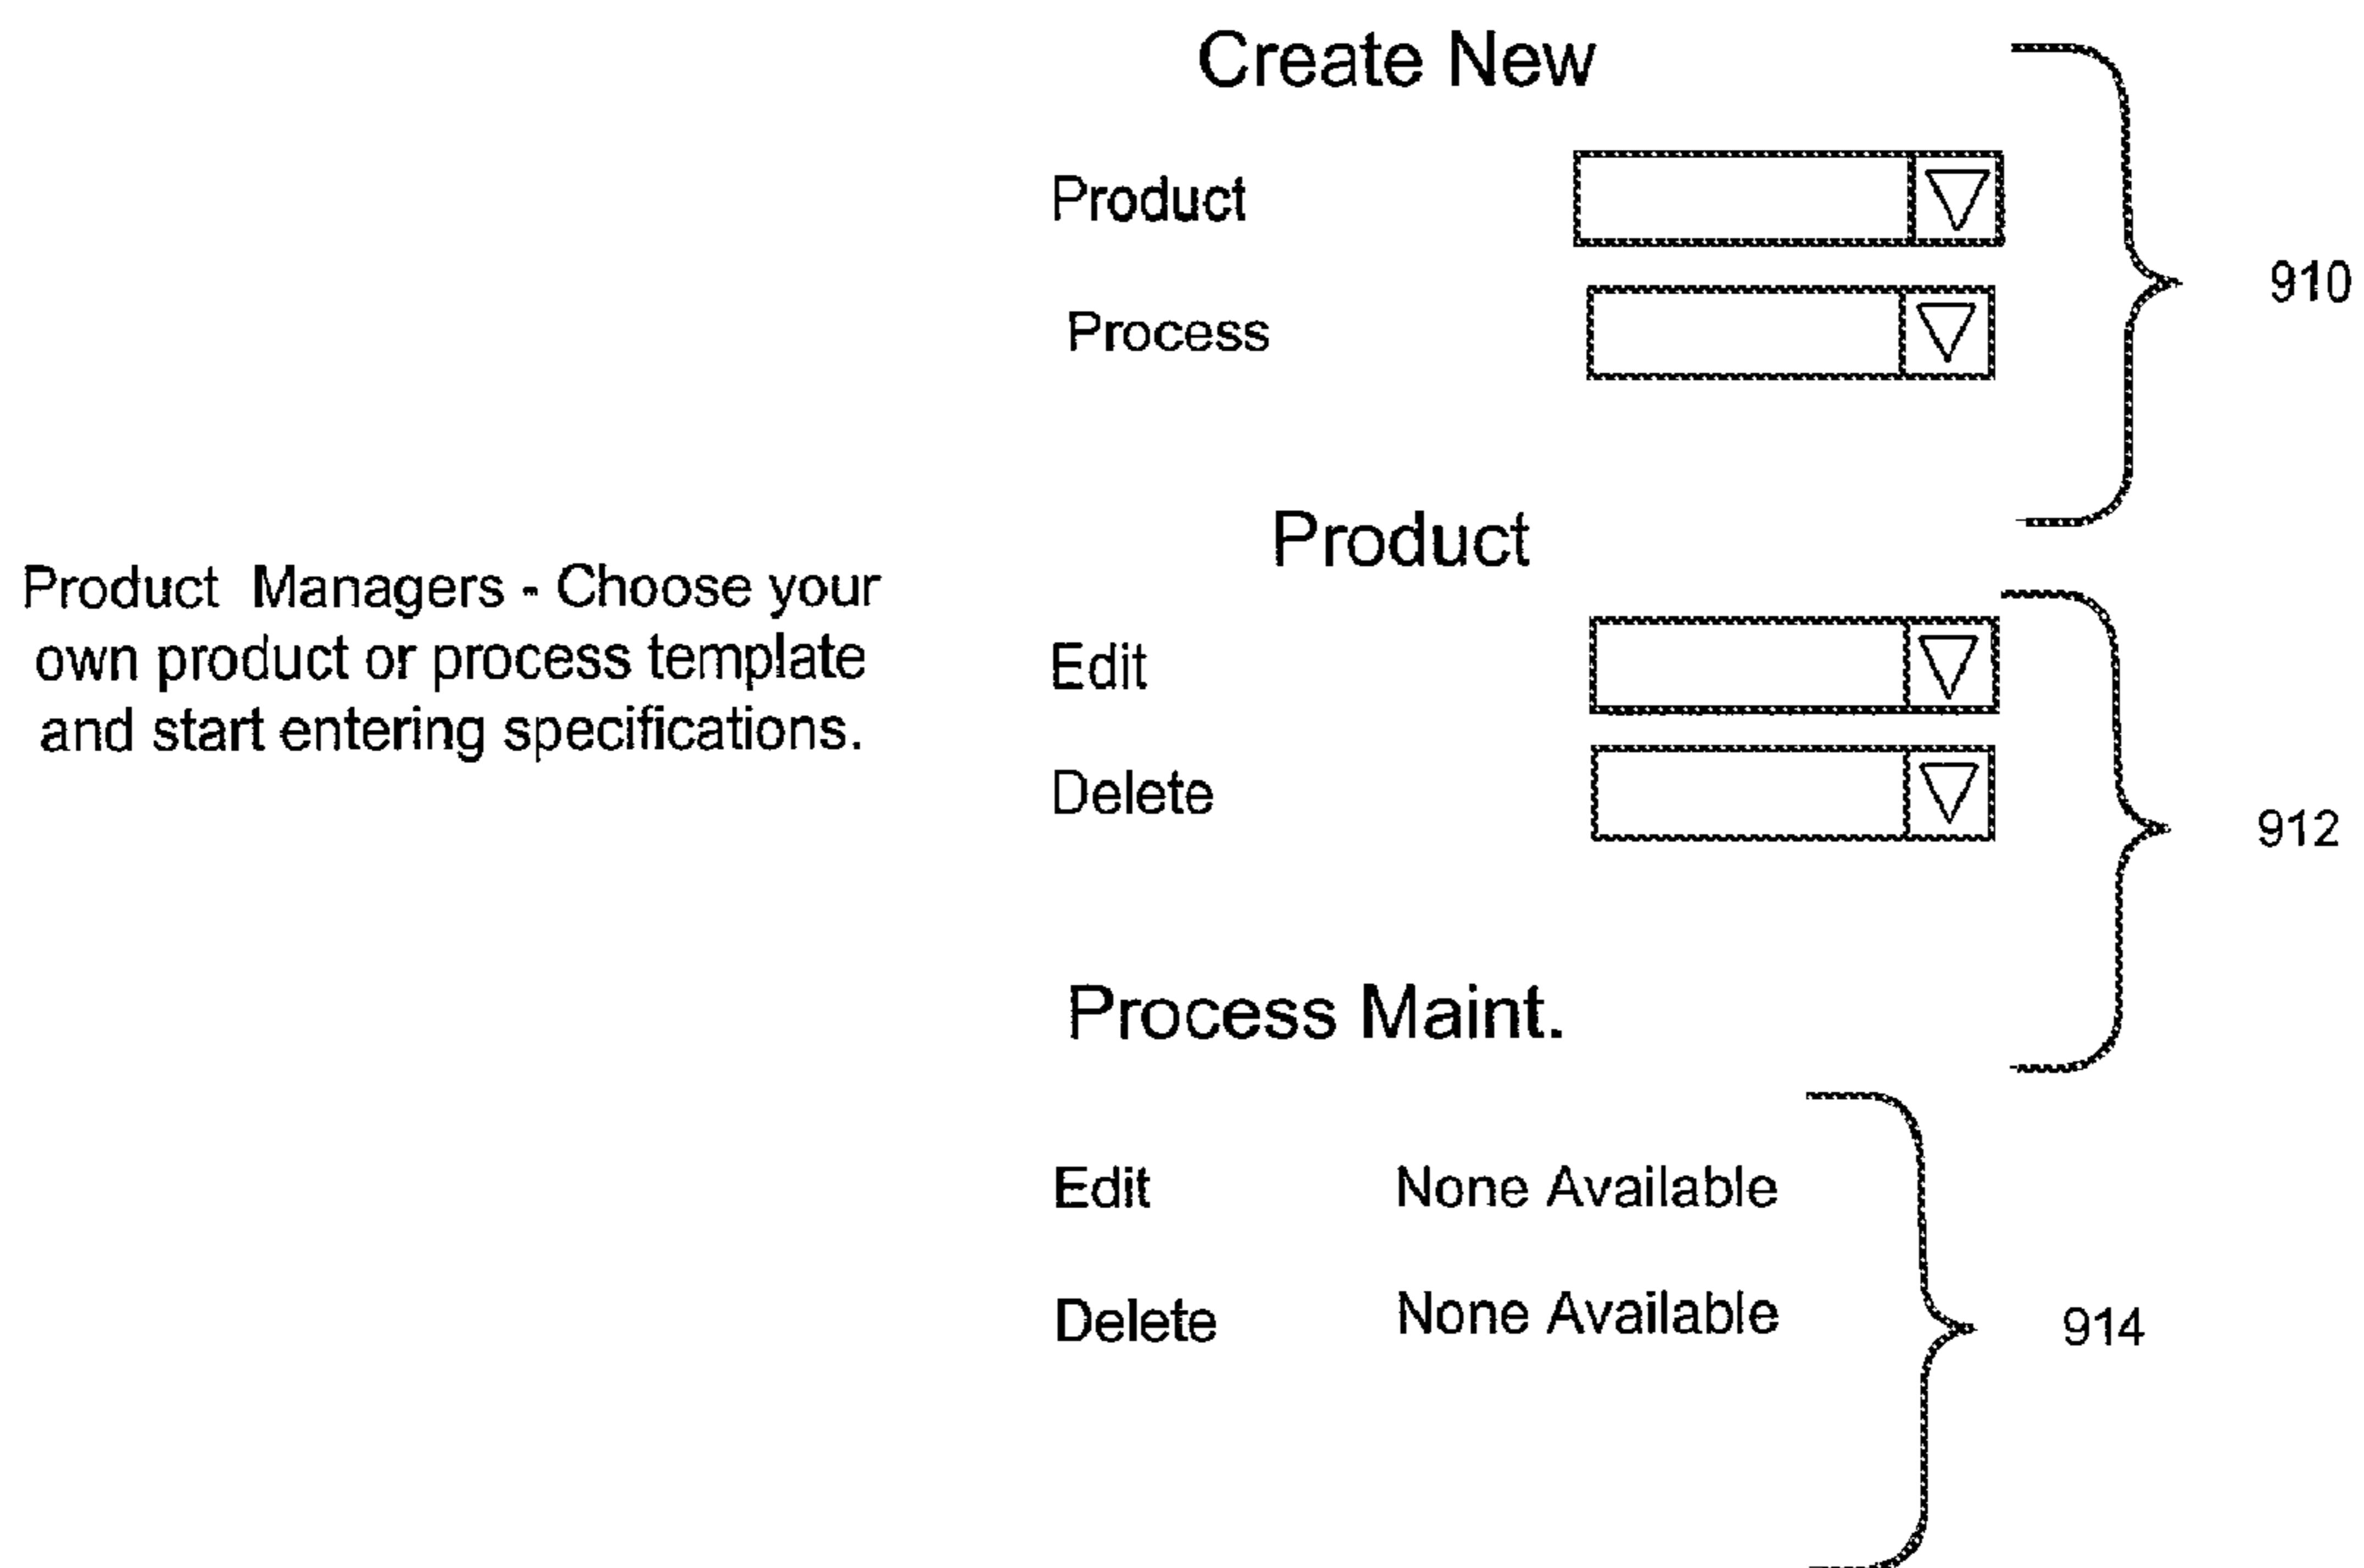 Create New
Product
Process
910
Product Managers - Choose your
own product or process template
and start entering specifications.
Product
Edit
Delete
912
Process Maint.
Edit None Available
Delete None Available
914